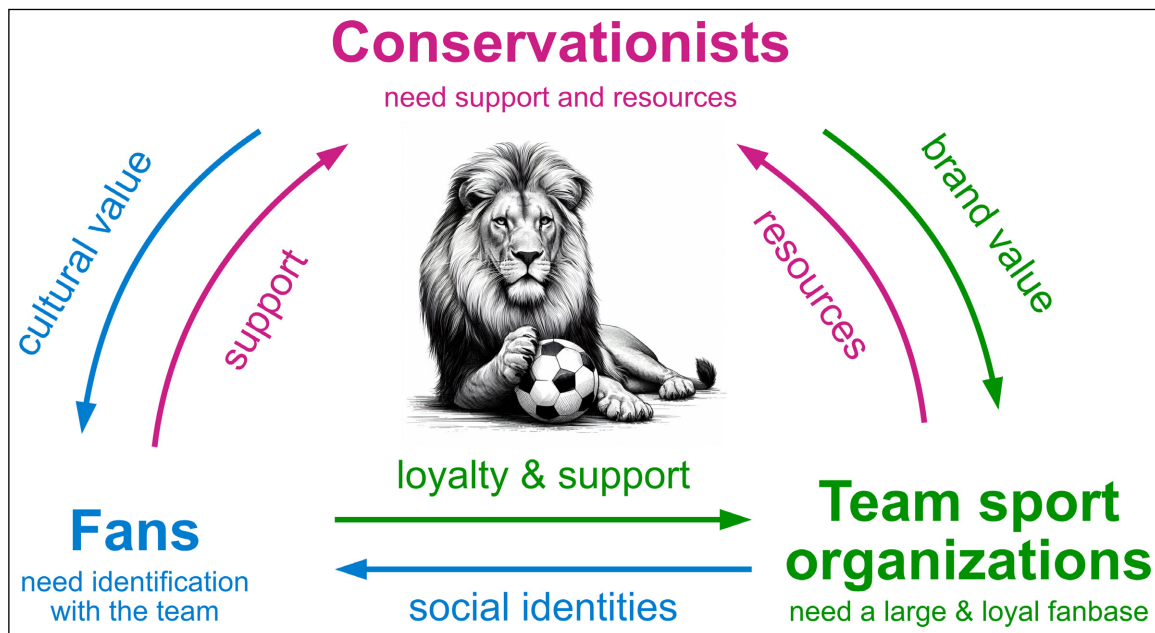 Conservationists
need support and resources
cultural value
support
resources
brand value
loyalty & support
Fans
need identification
with the team
social identities
Team sport
organizations
need a large & loyal fanbase